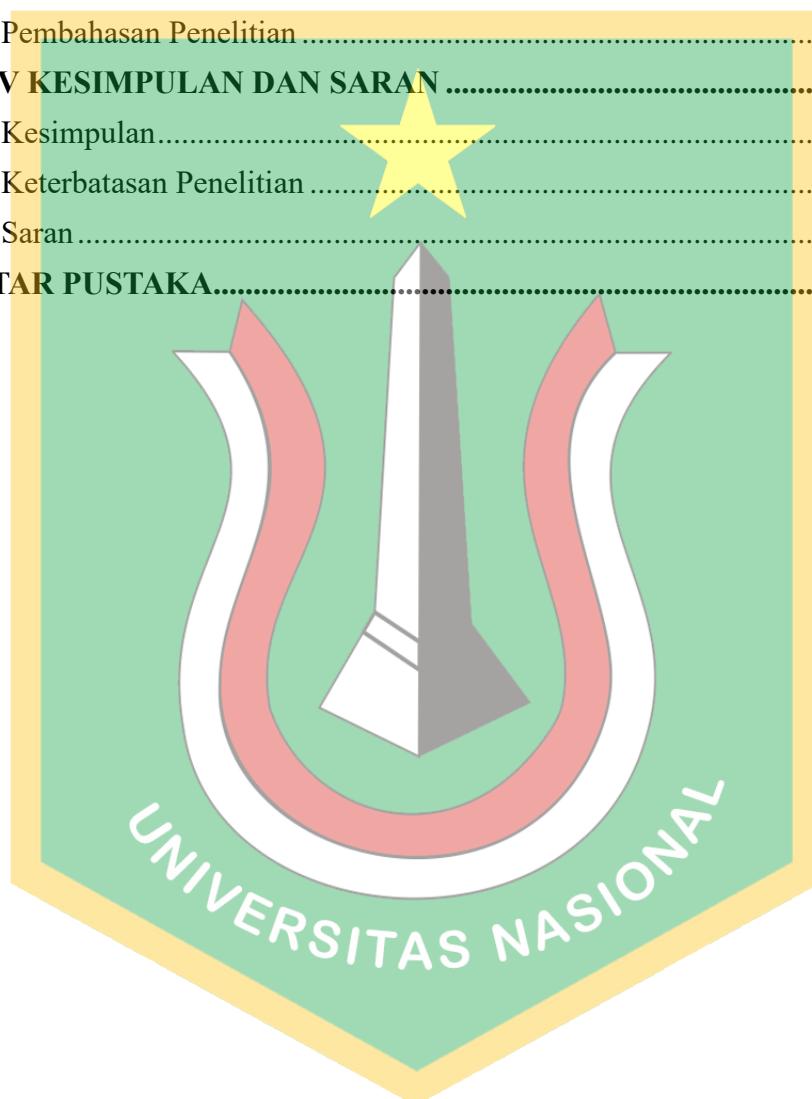 Pembahasan Penelitian ................................................................
V KESIMPULAN DAN SARAN ..............................................
Kesimpulan..................................................................................
Keterbatasan Penelitian ...............................................................
Saran ............................................................................................
TAR PUSTAKA...........................................................................
UNIVERSITAS NASIONAL